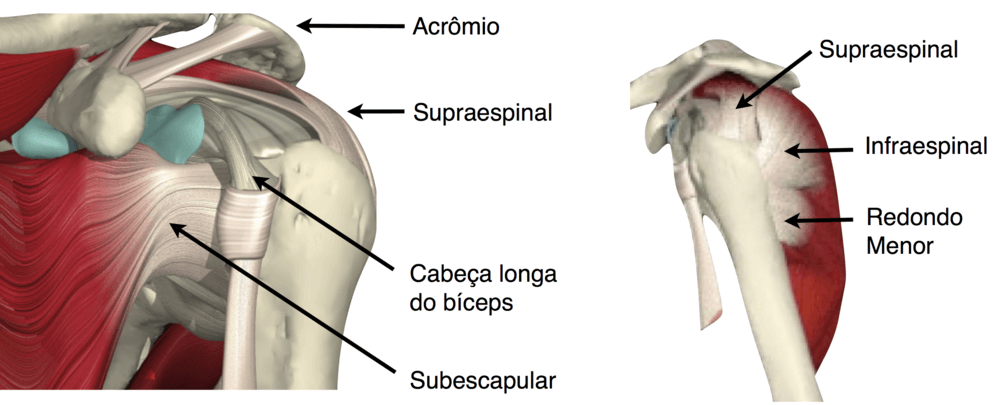 Acrômio
Supraespinal
Cabeça longa
do bíceps
Subescapular
Supraespinal
Infraespinal
Redondo
Menor